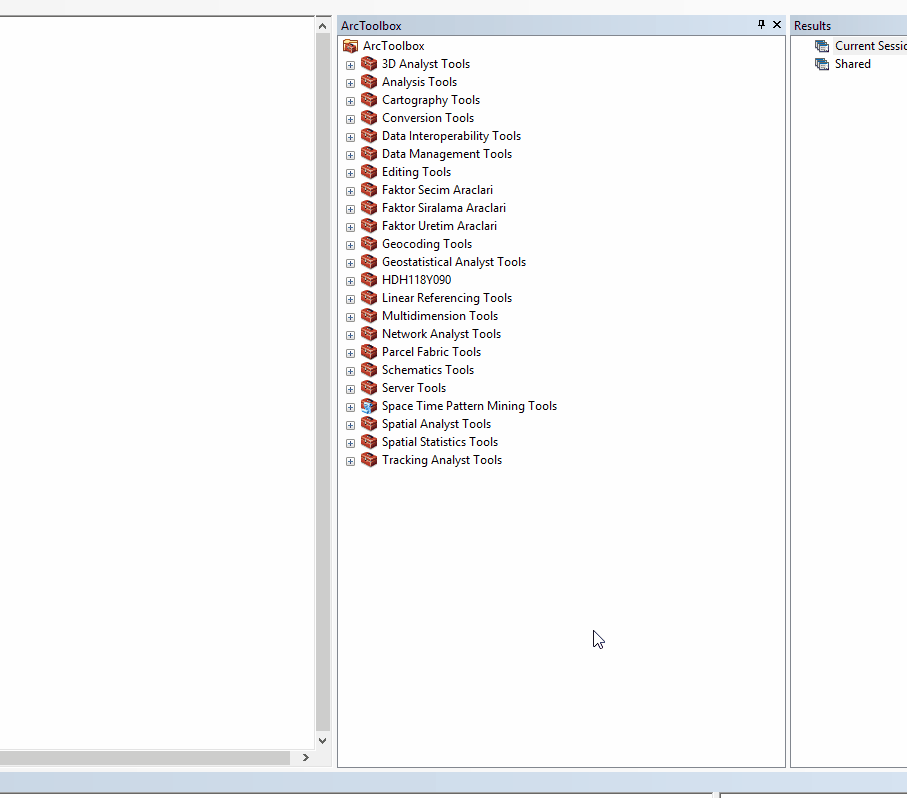 ArcToolbox
ArcToolbox
3D Analyst Tools
Analysis Tools
Cartography Tools
Conversion Tools
Data Interoperability Tools
Data Management Tools
Editing Tools
Faktor Secim Araclari
Faktor Siralama Araclari
Faktor Uretim Araclari
Geocoding Tools
Geostatistical Analyst Tools
HDH118Y090
Linear Referencing Tools
Multidimension Tools
Network Analyst Tools
Parcel Fabric Tools
Schematics Tools
Server Tools
Space Time Pattern Mining Tools
Spatial Analyst Tools
Spatial Statistics Tools
Tracking Analyst Tools
Results
Current Sessio
Shared